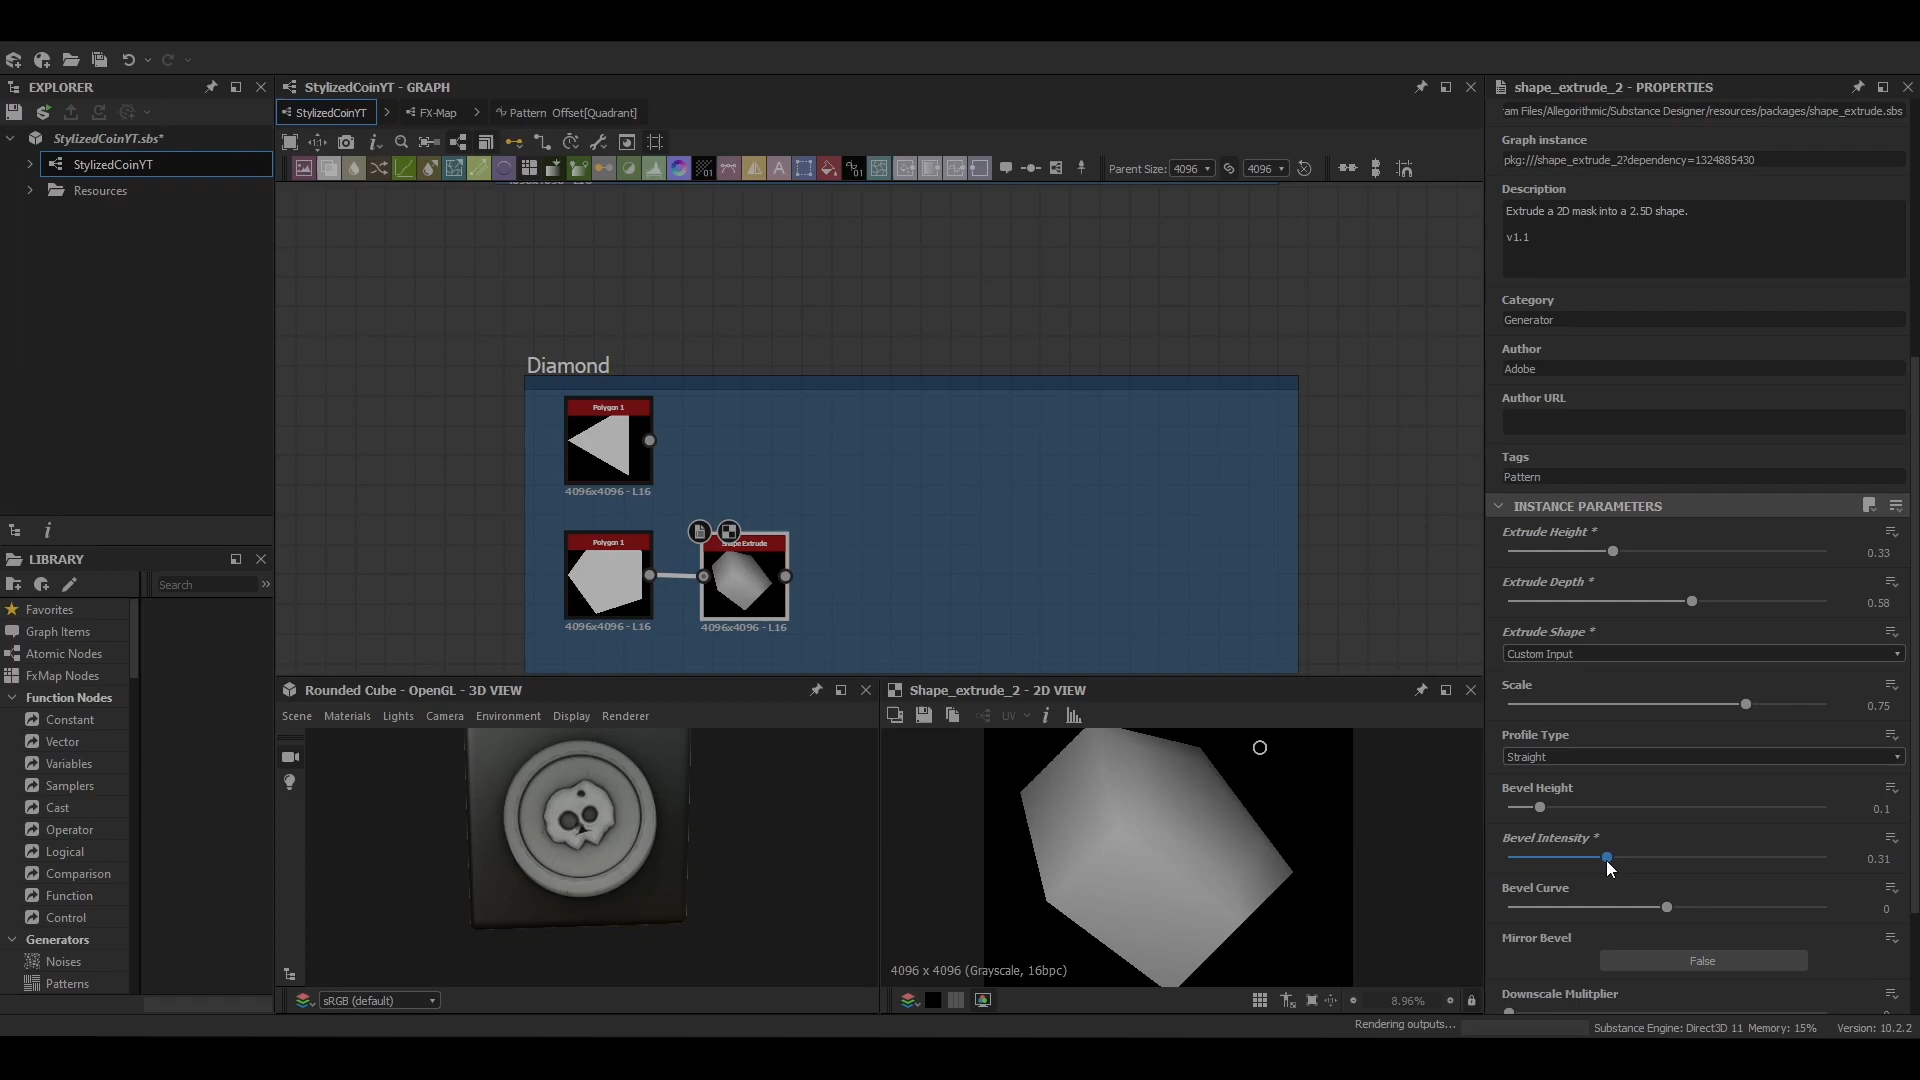 EXPLORER
StylizedCoinYT.sbs*
StylizedCoinYT
Resources
LIBRARY
Search
Favorites
Graph Items
Atomic Nodes
FxMap Nodes
Function Nodes
Constant
Vector
Variables
Samplers
Cast
Operator
Logical
Comparison
Function
Control
Generators
Noises
Patterns
StylizedCoinYT - GRAPH
StylizedCoinYT
FX-Map
Pattern Offset[Quadrant]
Parent Size: 4096 4096
Diamond
Polygon 1
4096x4096 - L16
Polygon 1
4096x4096 - L16
Shape Extrude
4096x4096 - L16
Rounded Cube - OpenGL - 3D VIEW
Scene Materials Lights Camera Environment Display Renderer
sRGB (default)
Shape_extrude_2 - 2D VIEW
UV
4096 x 4096 (Grayscale, 16bpc)
8.96%
shape_extrude_2 - PROPERTIES
am Files/Allegorithmic/Substance Designer/resources/packages/shape_extrude.sbs
Graph instance
pkg:///shape_extrude_2?dependency=1324885430
Description
Extrude a 2D mask into a 2.5D shape.
v1.1
Category
Generator
Author
Adobe
Author URL
Tags
Pattern
INSTANCE PARAMETERS
Extrude Height *
0.33
Extrude Depth *
0.58
Extrude Shape *
Custom Input
Scale
0.75
Profile Type
Straight
Bevel Height
0.1
Bevel Intensity *
0.31
Bevel Curve
0
Mirror Bevel
False
Downscale Mulitplier
Rendering outputs...
Substance Engine: Direct3D 11 Memory: 15%
Version: 10.2.2